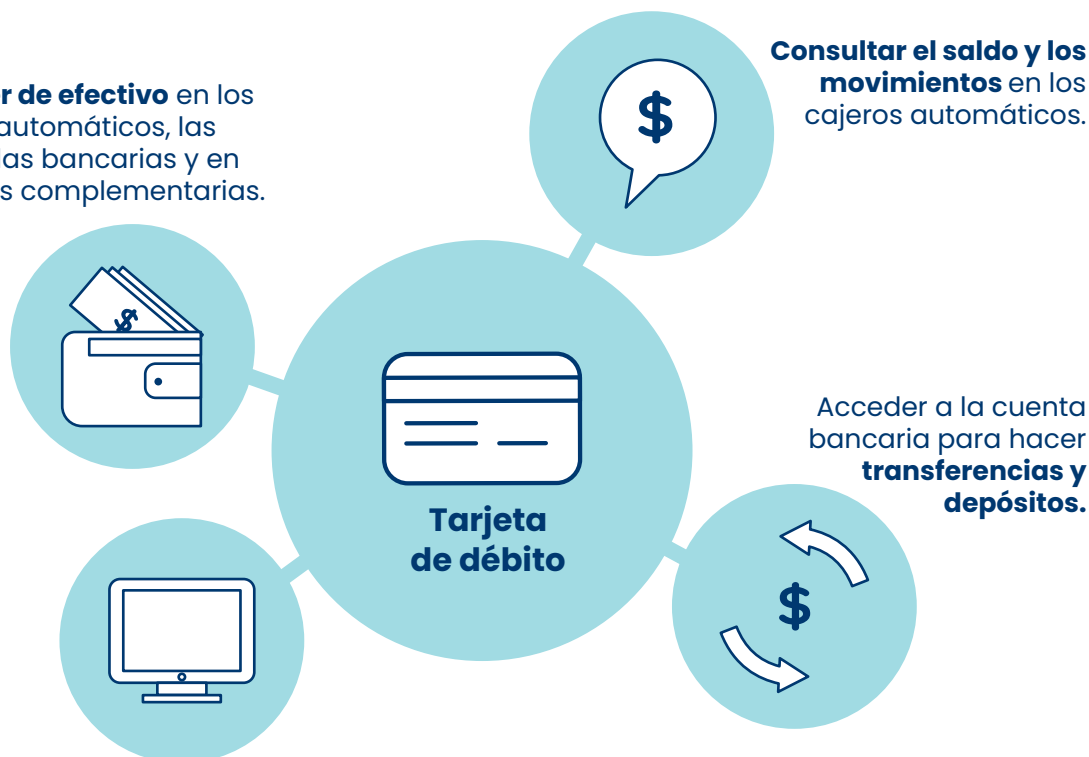 Consultar el saldo y los
movimientos en los
cajeros automáticos.
r de efectivo en los
automáticos, las
las bancarias y en
s complementarias.
$
$
Acceder a la cuenta
bancaria para hacer
transferencias y
depósitos.
Tarjeta
de débito
$